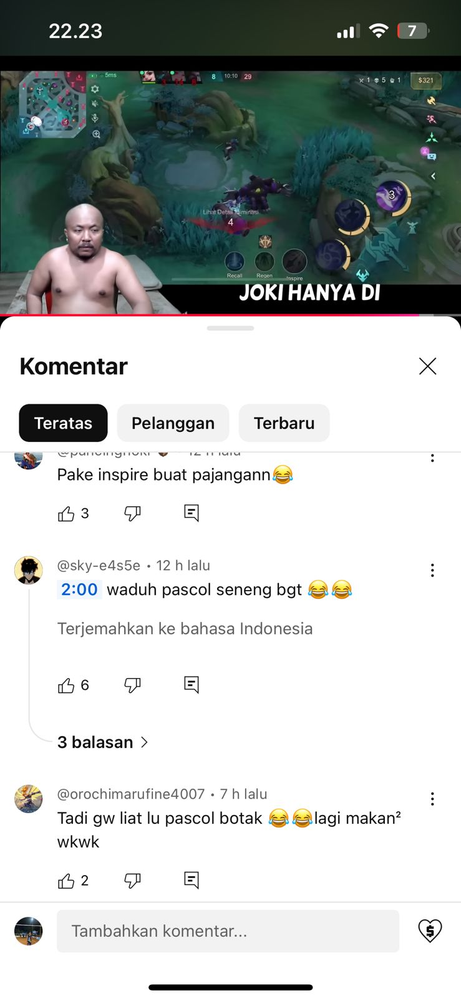 22.23
7
5ms
8 10:10 29
1 5 1
$321
3
Lihat Detail Eliminasi
4
Recall
Regen
Inspire
JOKI HANYA DI
Komentar
Teratas
Pelanggan
Terbaru
Pake inspire buat pajangann😂
3
@sky-e4s5e • 12 h lalu
2:00 waduh pascol seneng bgt 😂😂
Terjemahkan ke bahasa Indonesia
6
3 balasan >
@orochimarufine4007 • 7 h lalu
Tadi gw liat lu pascol botak 😂😂lagi makan²
wkwk
2
Tambahkan komentar...